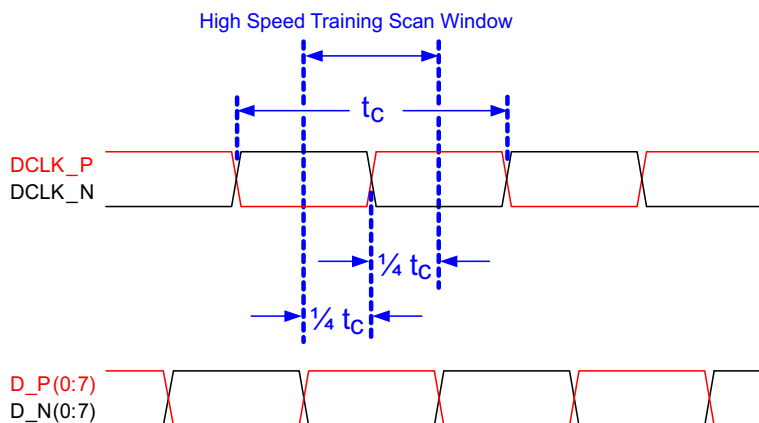 High Speed Training Scan Window
tC
DCLK_P
DCLK_N
¼ tC
¼ tC
D_P(0:7)
D_N(0:7)